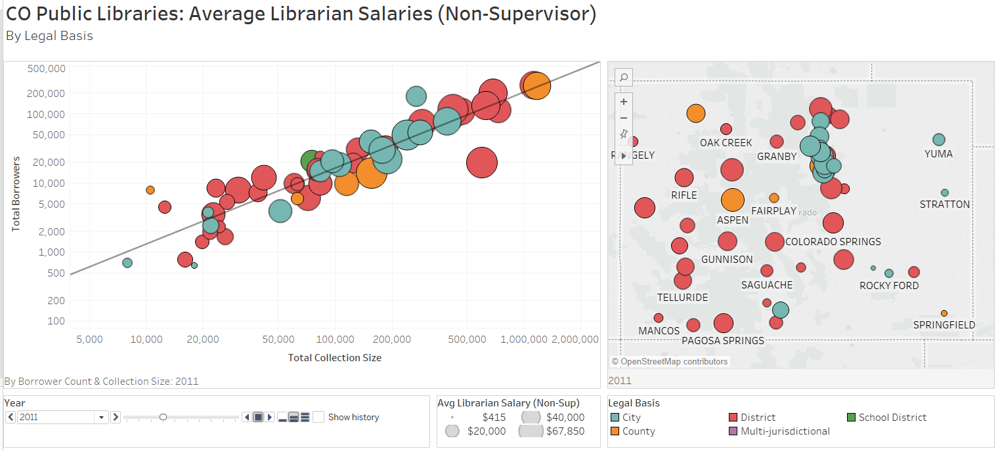 CO Public Libraries: Average Librarian Salaries (Non-Supervisor)
By Legal Basis
500,000
200,000
100,000
50,000
20,000
10,000
5,000
2,000
1,000
500
200
100
Total Borrowers
5,000 10,000 20,000 50,000 100,000 200,000 500,000 1,000,000 2,000,000
Total Collection Size
By Borrower Count & Collection Size: 2011
OAK CREEK
GRANBY
YUMA
RIFLE
STRATTON
ASPEN
FAIRPLAY
rado
COLORADO SPRINGS
GUNNISON
SAGUACHE
ROCKY FORD
TELLURIDE
SPRINGFIELD
MANCOS
PAGOSA SPRINGS
© OpenStreetMap contributors
2011
Year
2011
Show history
Avg Librarian Salary (Non-Sup)
$415 $40,000
$20,000 $67,850
Legal Basis
City District School District
County Multi-jurisdictional